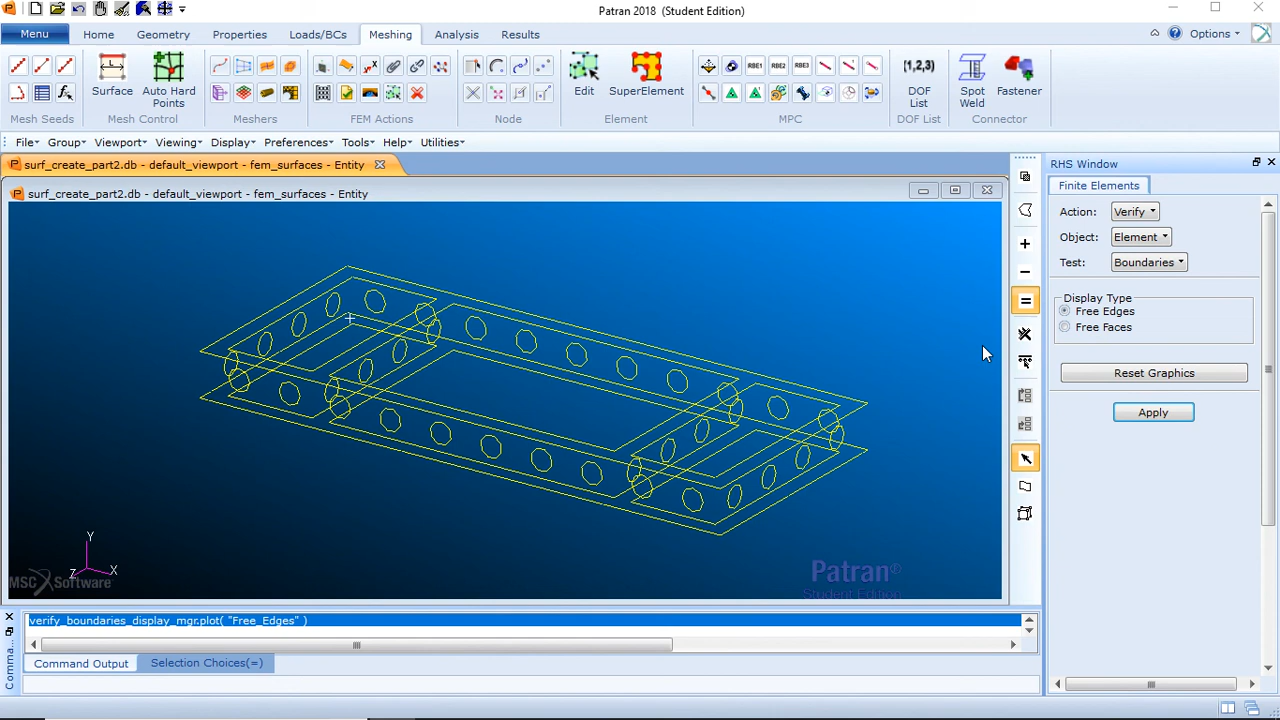 Patran 2018 (Student Edition)
Menu
Home
Geometry
Properties
Loads/BCs
Meshing
Analysis
Results
Options
Surface
Auto Hard
Points
RBE1
RBE2
RBE3
Edit
SuperElement
(1,2,3)
DOF
List
Spot
Weld
Fastener
Mesh Seeds
Mesh Control
Meshers
FEM Actions
Node
Element
MPC
DOF List
Connector
File
Group
Viewport
Viewing
Display
Preferences
Tools
Help
Utilities
surf_create_part2.db - default_viewport - fem_surfaces - Entity
surf_create_part2.db - default_viewport - fem_surfaces - Entity
Y
X
Z
MSC Software
Patran®
Student Edition
RHS Window
Finite Elements
Action: Verify
Object: Element
Test: Boundaries
Display Type
Free Edges
Free Faces
Reset Graphics
Apply
verify_boundaries_display_mgr.plot( "Free_Edges" )
Comma...
Command Output
Selection Choices(=)